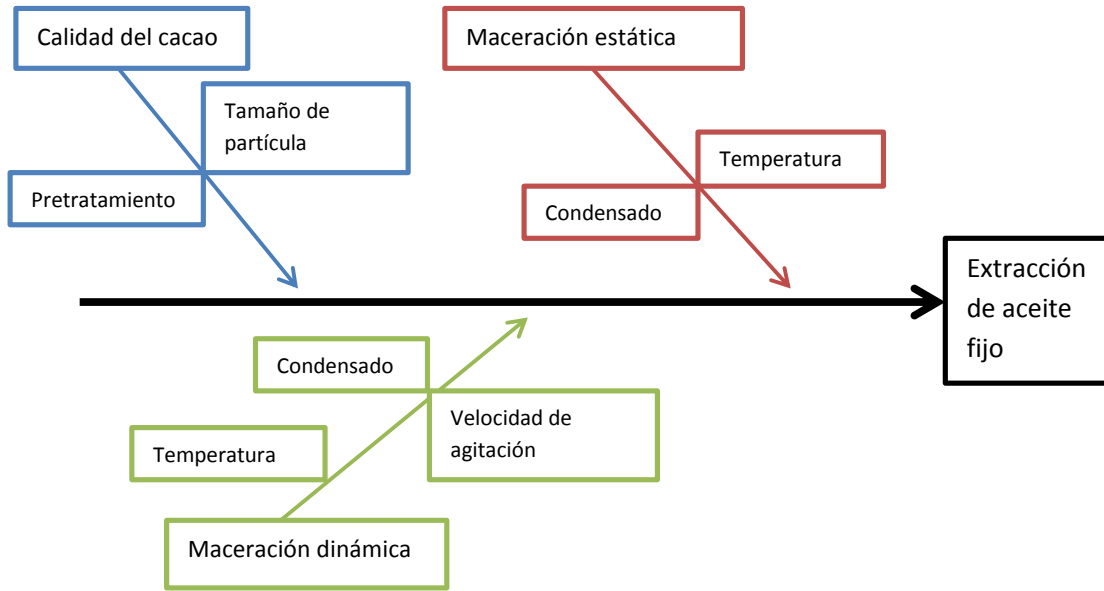 Calidad del cacao
Maceración estática
Tamaño de
partícula
Temperatura
Pretratamiento
Condensado
Extracción
de aceite
fijo
Condensado
Velocidad de
agitación
Temperatura
Maceración dinámica